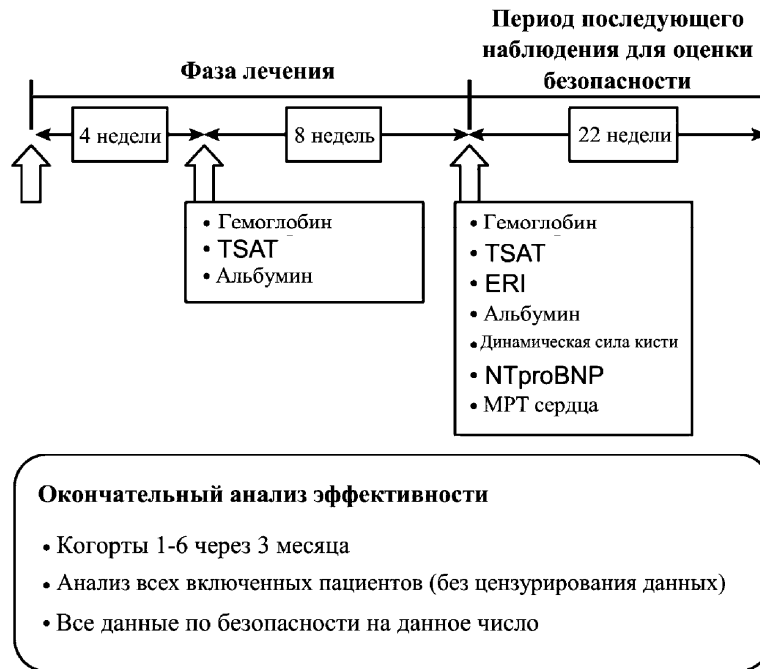 Период последующего
наблюдения для оценки
безопасности
Фаза лечения
4 недели
8 недель
22 недели
• Гемоглобин
• TSAT
• Альбумин
• Гемоглобин
• TSAT
• ERI
• Альбумин
• Динамическая сила кисти
• NTproBNP
• МРТ сердца
Окончательный анализ эффективности
• Когорты 1-6 через 3 месяца
• Анализ всех включенных пациентов (без цензурирования данных)
• Все данные по безопасности на данное число